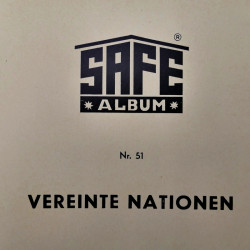 ®
SAFE
ALBUM
Nr. 51
VEREINTE NATIONEN